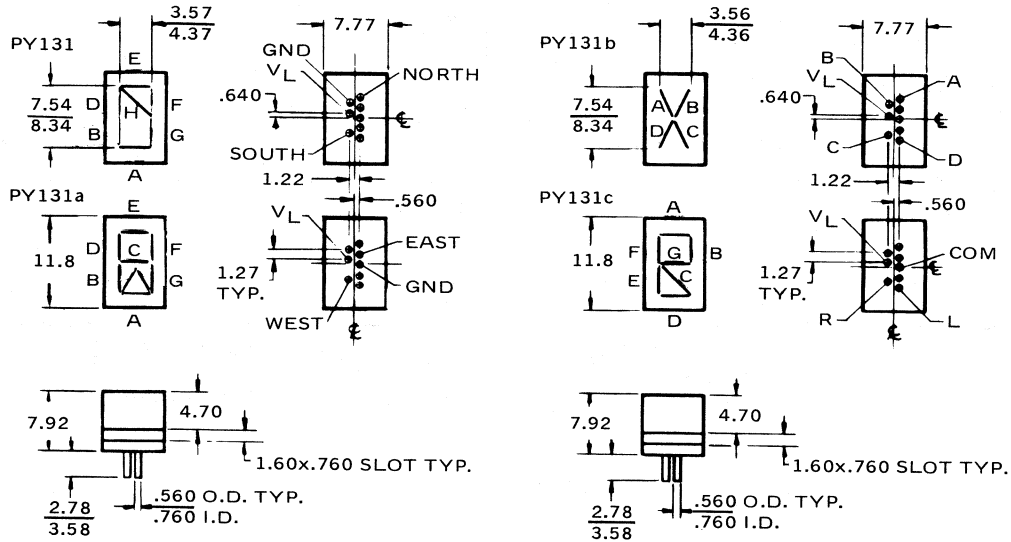 PY131
3.57
4.37
E
7.54
8.34
D
H
F
B
G
A
7.77
GND
VL
NORTH
.640
℄
SOUTH
1.22
.560
PY131a
E
11.8
D
C
F
B
G
A
VL
EAST
1.27
TYP.
GND
WEST
℄
PY131b
3.56
4.36
7.54
8.34
A
B
D
C
7.77
B
VL
A
.640
℄
C
D
1.22
.560
PY131c
A
11.8
F
G
B
E
C
D
VL
COM
1.27
TYP.
℄
R
L
℄
7.92
4.70
1.60x.760 SLOT TYP.
2.78
3.58
.560 O.D. TYP.
.760 I.D.
7.92
4.70
1.60x.760 SLOT TYP.
2.78
3.58
.560 O.D. TYP.
.760 I.D.